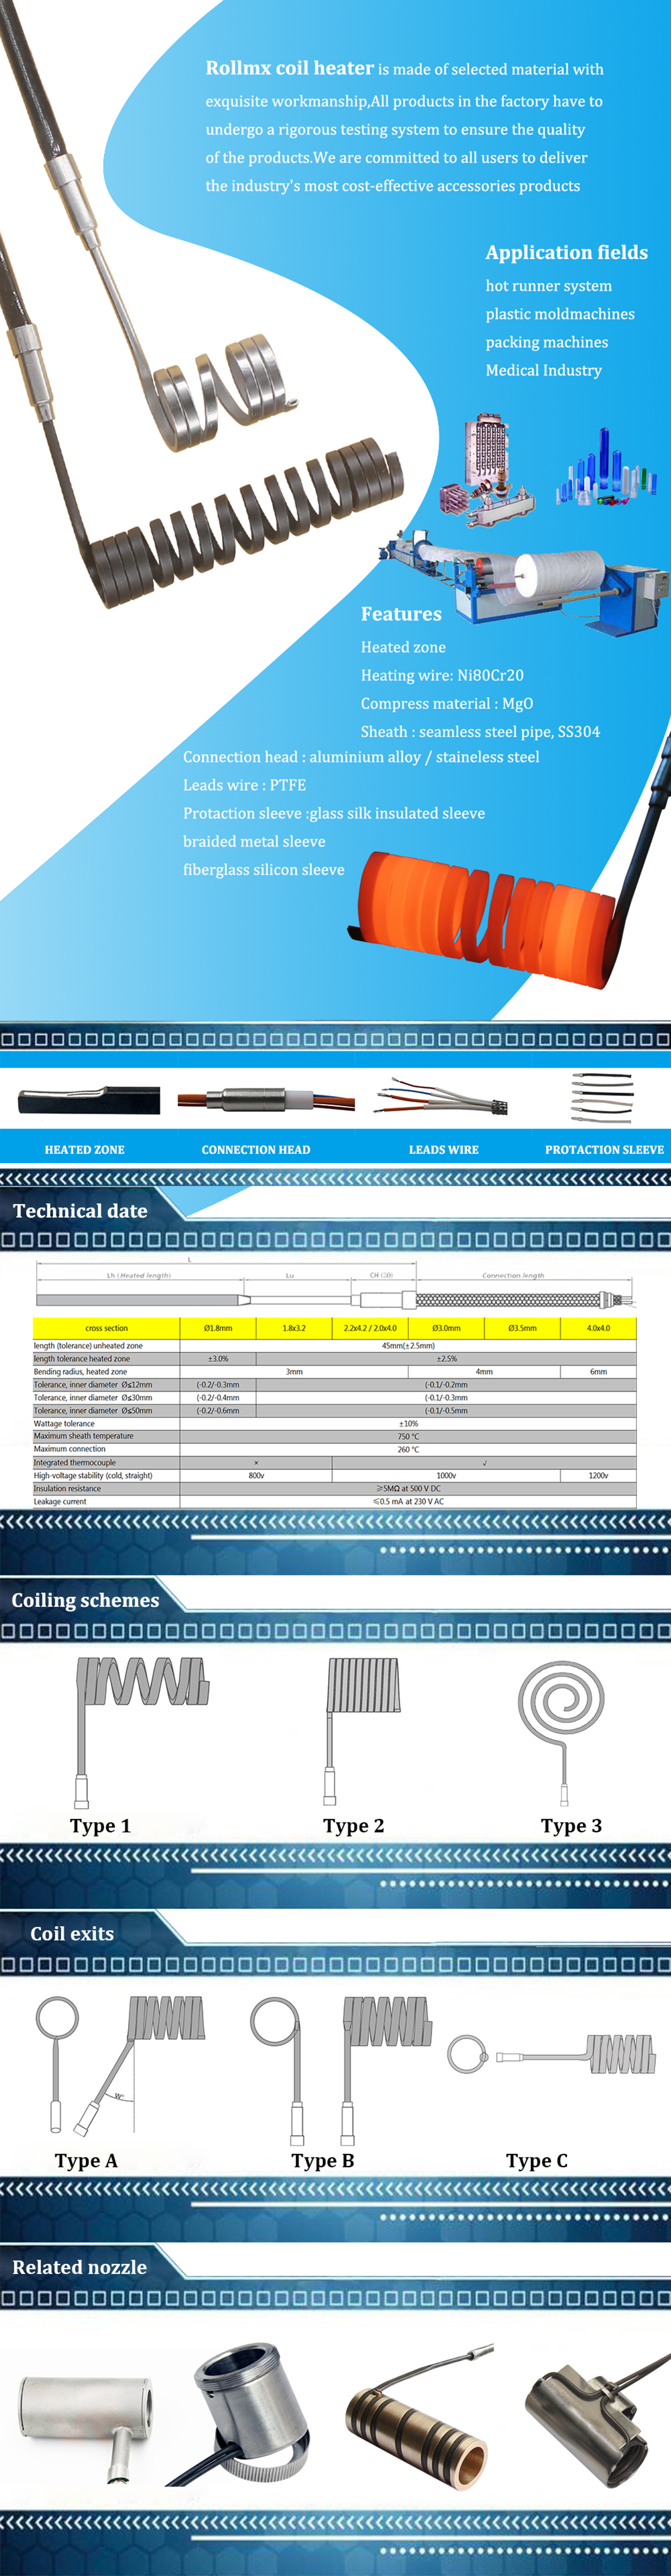 Rollmx coil heater is made of selected material with
exquisite workmanship,All products in the factory have to
undergo a rigorous testing system to ensure the quality
of the products.We are committed to all users to deliver
the industry's most cost-effective accessories products
Application fields
hot runner system
plastic moldmachines
packing machines
Medical Industry
Features
Heated zone
Heating wire: Ni80Cr20
Compress material : MgO
Sheath : seamless steel pipe, SS304
Connection head : aluminium alloy / staineless steel
Leads wire : PTFE
Protaction sleeve :glass silk insulated sleeve
braided metal sleeve
fiberglass silicon sleeve
HEATED ZONE CONNECTION HEAD LEADS WIRE PROTACTION SLEEVE
Technical date
L
Lh (Heated length) Lu CH (20) Connection length
cross section Ø1.8mm 1.8x3.2 2.2x4.2 / 2.0x4.0 Ø3.0mm Ø3.5mm 4.0x4.0
length (tolerance) unheated zone 45mm(±2.5mm)
length tolerance heated zone ±3.0% ±2.5%
Bending radius, heated zone 3mm 4mm 6mm
Tolerance, inner diameter Ø≤12mm (-0.2/-0.3mm (-0.1/-0.2mm
Tolerance, inner diameter Ø≤30mm (-0.2/-0.4mm (-0.1/-0.3mm
Tolerance, inner diameter Ø≤50mm (-0.2/-0.6mm (-0.1/-0.5mm
Wattage tolerance ±10%
Maximum sheath temperature 750 °C
Maximum connection 260 °C
Integrated thermocouple × √
High-voltage stability (cold, straight) 800v 1000v 1200v
Insulation resistance ≥5MΩ at 500 V DC
Leakage current ≤0.5 mA at 230 V AC
Coiling schemes
Type 1 Type 2 Type 3
Coil exits
W°
Type A Type B Type C
Related nozzle